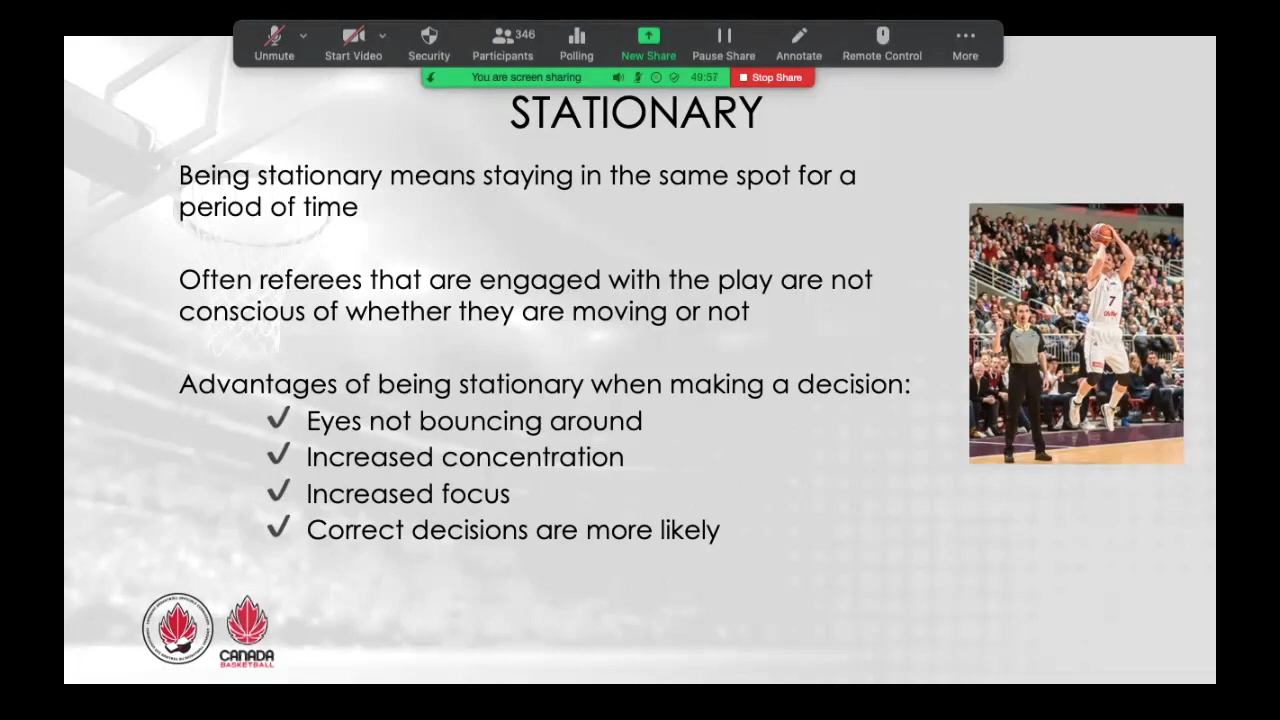 346
Unmute
Start Video
Security
Participants
Polling
New Share
Pause Share
Annotate
Remote Control
More
You are screen sharing
49:57
Stop Share
STATIONARY
Being stationary means staying in the same spot for a
period of time
Often referees that are engaged with the play are not
conscious of whether they are moving or not
7
Advantages of being stationary when making a decision:
Eyes not bouncing around
Increased concentration
Increased focus
Correct decisions are more likely
CANADA
BASKETBALL